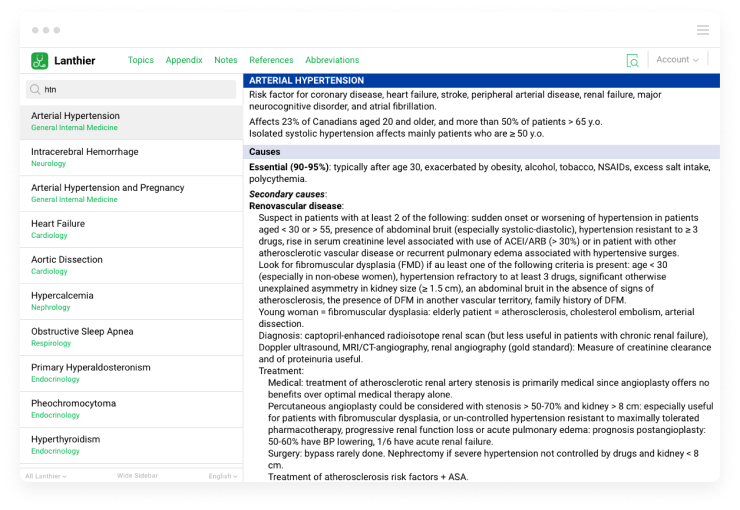 Lanthier
Topics Appendix Notes References Abbreviations
Account
htn
Arterial Hypertension
General Internal Medicine
Intracerebral Hemorrhage
Neurology
Arterial Hypertension and Pregnancy
General Internal Medicine
Heart Failure
Cardiology
Aortic Dissection
Cardiology
Hypercalcemia
Nephrology
Obstructive Sleep Apnea
Respirology
Primary Hyperaldosteronism
Endocrinology
Pheochromocytoma
Endocrinology
Hyperthyroidism
Endocrinology
All Lanthier Wide Sidebar English
ARTERIAL HYPERTENSION
Risk factor for coronary disease, heart failure, stroke, peripheral arterial disease, renal failure, major
neurocognitive disorder, and atrial fibrillation.
Affects 23% of Canadians aged 20 and older, and more than 50% of patients > 65 y.o.
Isolated systolic hypertension affects mainly patients who are ≥ 50 y.o.
Causes
Essential (90-95%): typically after age 30, exacerbated by obesity, alcohol, tobacco, NSAIDs, excess salt intake,
polycythemia.
Secondary causes:
Renovascular disease:
Suspect in patients with at least 2 of the following: sudden onset or worsening of hypertension in patients
aged < 30 or > 55, presence of abdominal bruit (especially systolic-diastolic), hypertension resistant to ≥ 3
drugs, rise in serum creatinine level associated with use of ACEI/ARB (> 30%) or in patient with other
atherosclerotic vascular disease or recurrent pulmonary edema associated with hypertensive surges.
Look for fibromuscular dysplasia (FMD) if au least one of the following criteria is present: age < 30
(especially in non-obese women), hypertension refractory to at least 3 drugs, significant otherwise
unexplained asymmetry in kidney size (≥ 1.5 cm), an abdominal bruit in the absence of signs of
atherosclerosis, the presence of DFM in another vascular territory, family history of DFM.
Young woman = fibromuscular dysplasia: elderly patient = atherosclerosis, cholesterol embolism, arterial
dissection.
Diagnosis: captopril-enhanced radioisotope renal scan (but less useful in patients with chronic renal failure),
Doppler ultrasound, MRI/CT-angiography, renal angiography (gold standard): Measure of creatinine clearance
and of proteinuria useful.
Treatment:
Medical: treatment of atherosclerotic renal artery stenosis is primarily medical since angioplasty offers no
benefits over optimal medical therapy alone.
Percutaneous angioplasty could be considered with stenosis > 50-70% and kidney > 8 cm: especially useful
for patients with fibromuscular dysplasia, or un-controlled hypertension resistant to maximally tolerated
pharmacotherapy, progressive renal function loss or acute pulmonary edema: prognosis postangioplasty:
50-60% have BP lowering, 1/6 have acute renal failure.
Surgery: bypass rarely done. Nephrectomy if severe hypertension not controlled by drugs and kidney < 8
cm.
Treatment of atherosclerosis risk factors + ASA.